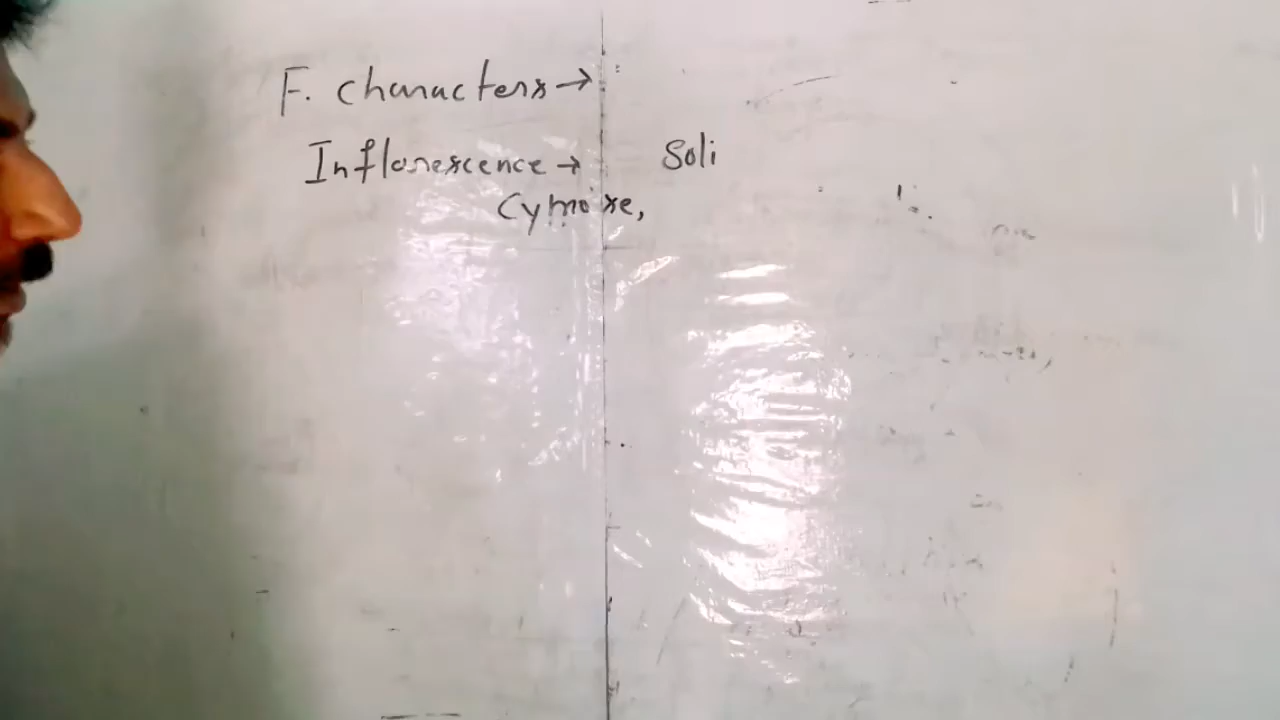 F. characters →
Inflorescence → Soli
Cymose,